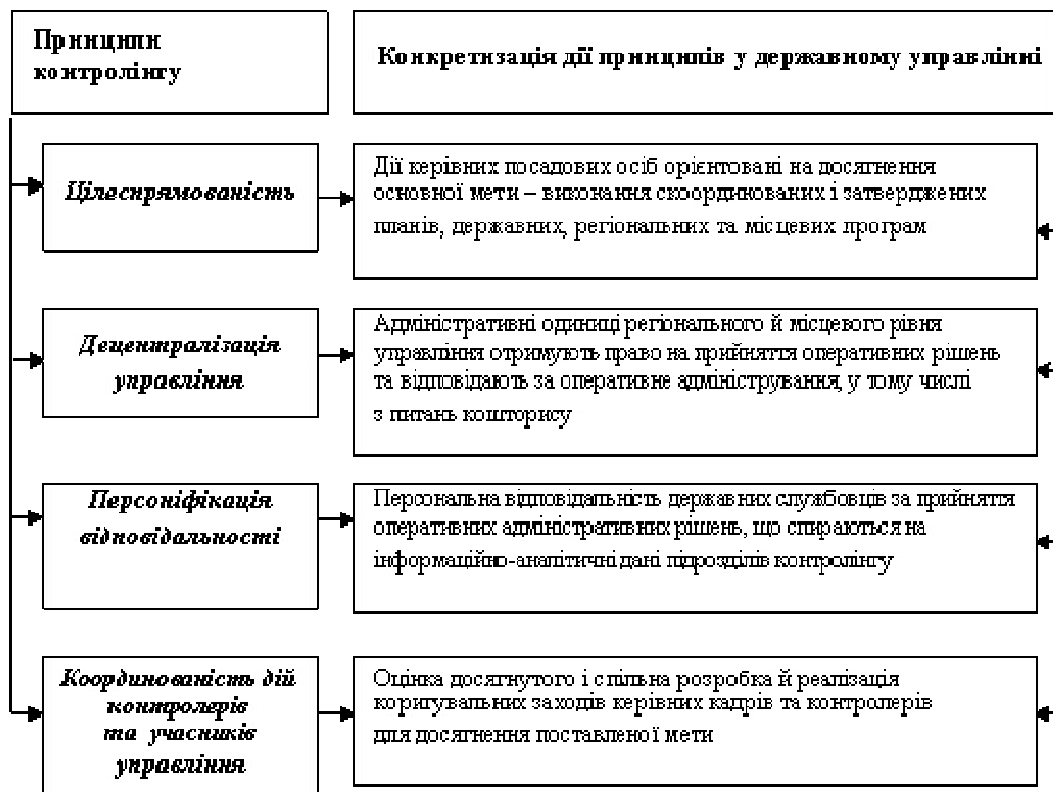 Принципи
контролінгу
Конкретизація дії принципів у державному управлінні
Цілеспрямованість
Дії керівних посадових осіб орієнтовані на досягнення
основної мети – виконання скоординованих і затверджених
планів, державних, регіональних та місцевих програм
Децентралізація
управління
Адміністративні одиниці регіонального й місцевого рівня
управління отримують право на прийняття оперативних рішень
та відповідають за оперативне адміністрування, у тому числі
з питань кошторису
Персоніфікація
відповідальності
Персональна відповідальність державних службовців за прийняття
оперативних адміністративних рішень, що спираються на
інформаційно-аналітичні дані підрозділів контролінгу
Координованість дій
контролерів
та учасників
управління
Оцінка досягнутого і спільна розробка й реалізація
коригувальних заходів керівних кадрів та контролерів
для досягнення поставленої мети